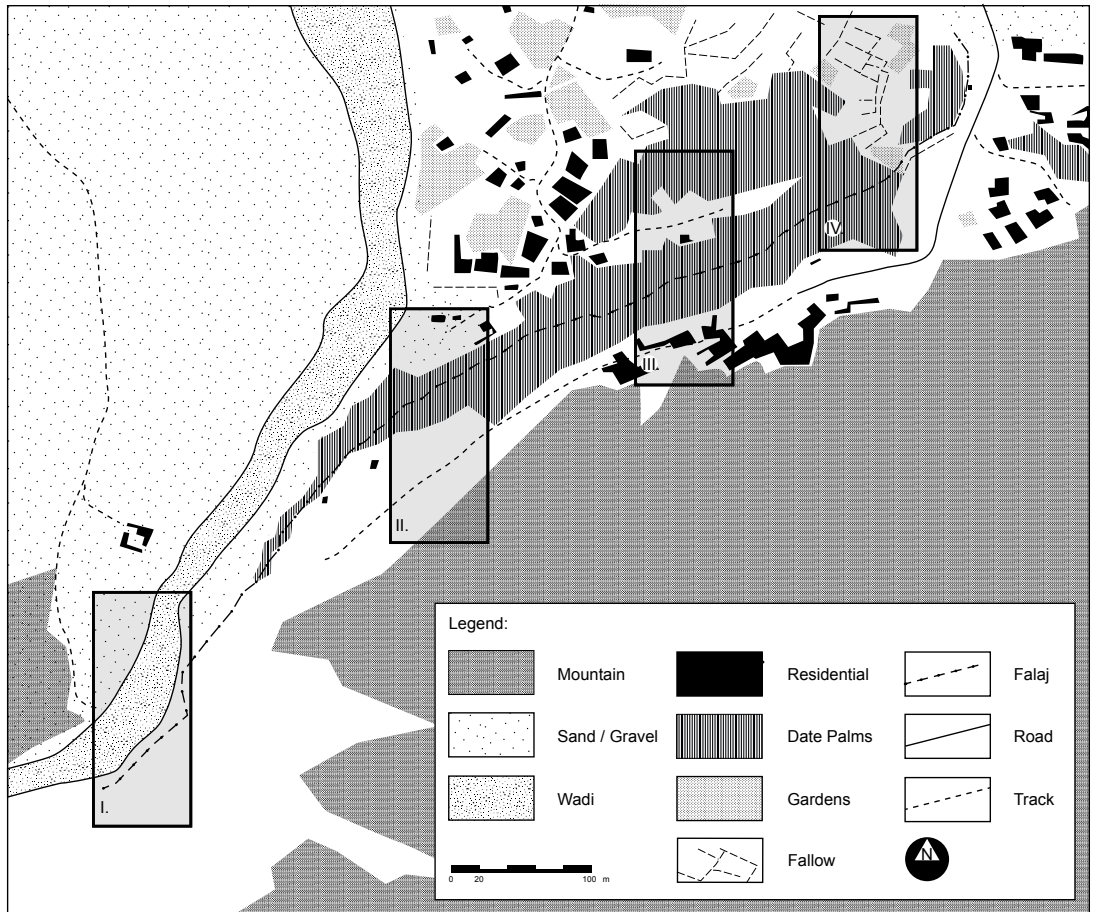 IV.
III.
II.
I.
Legend:
Mountain
Residential
Falaj
Sand / Gravel
Date Palms
Road
Wadi
Gardens
Track
Fallow
N
0 20 100 m